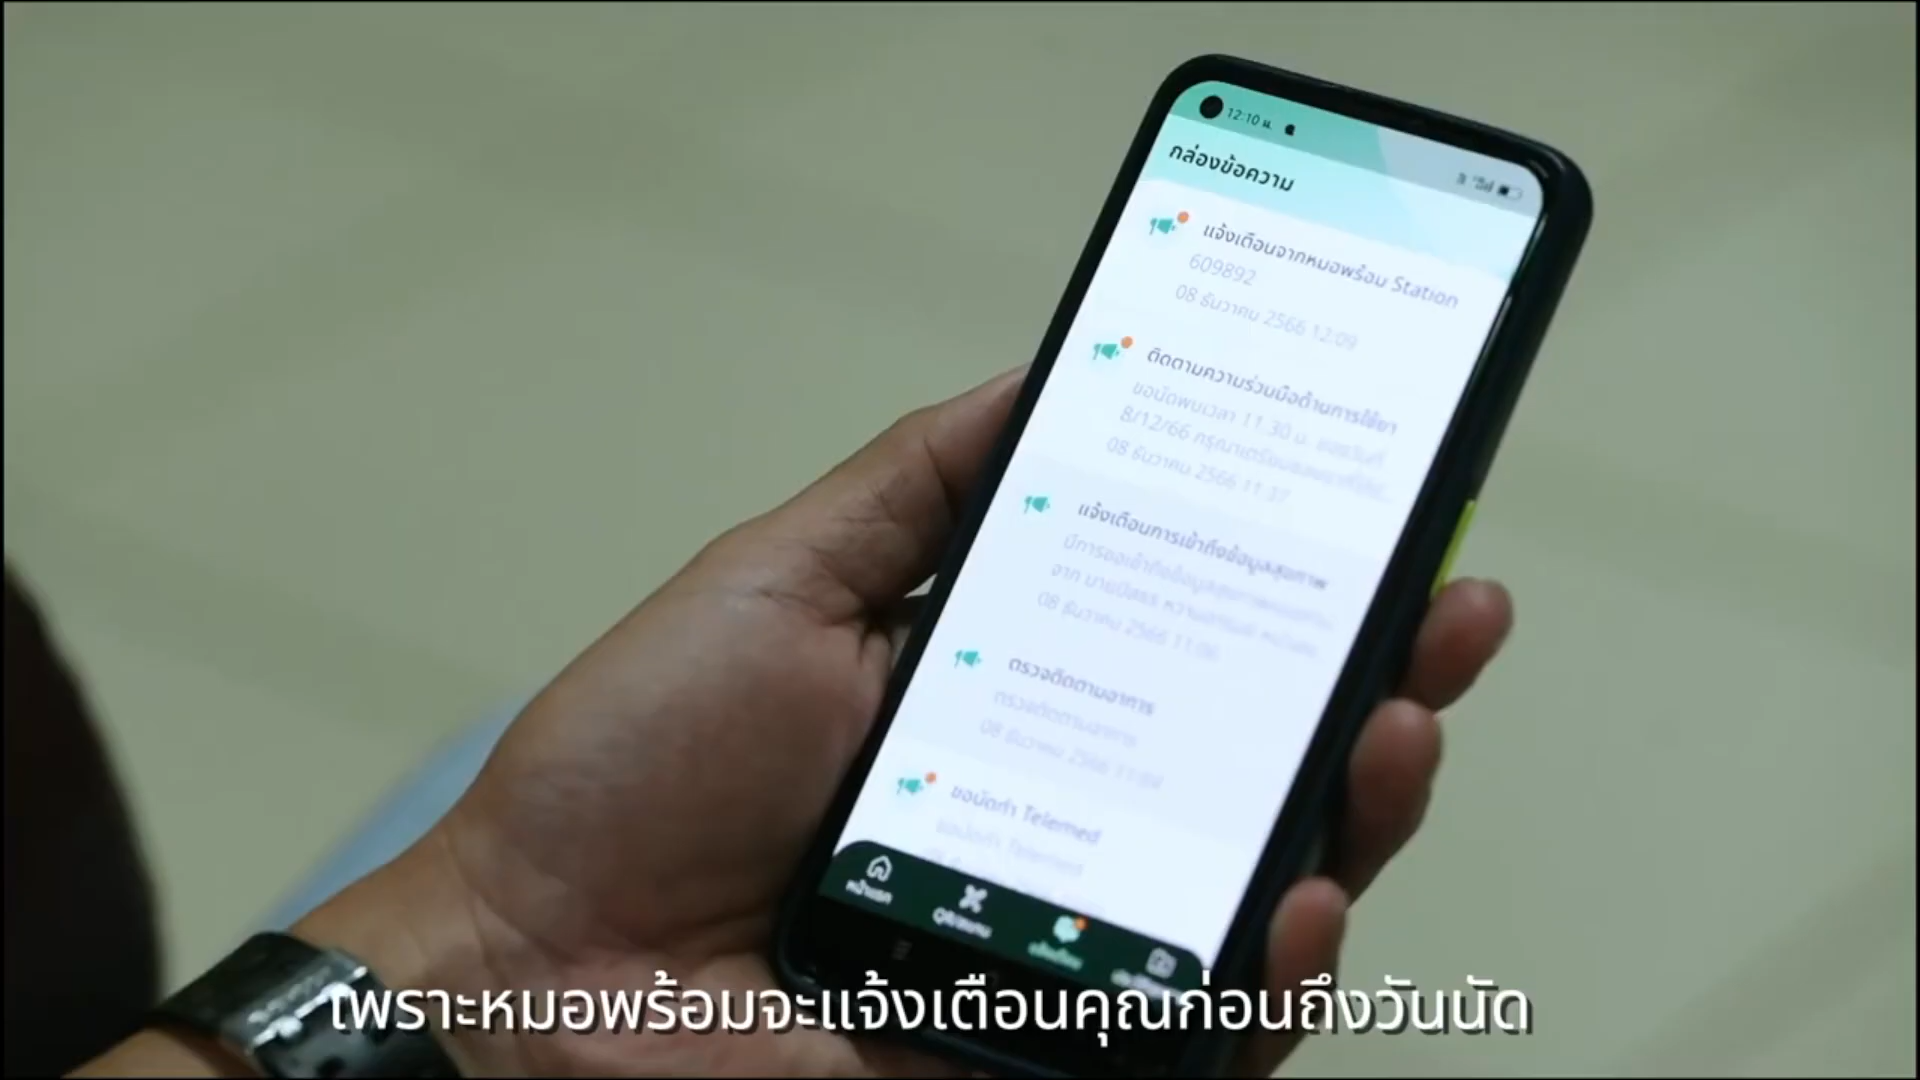 12:10 น.
กล่องข้อความ
แจ้งเตือนจากหมอพร้อม Station
609892
08 ธันวาคม 2566 12:09
ติดตามความร่วมมือด้านการใช้ยา
ขอนัดพบเวลา 11.30 น. ของวันที่
8/12/66 กรุณาเตรียม
08 ธันวาคม 2566 11:37
แจ้งเตือนการเข้าถึงข้อมูลสุขภาพ
มีการขอเข้าถึงข้อมูลสุขภาพ
จาก
08 ธันวาคม 2566
ตรวจติดตามอาการ
ตรวจติดตามอาการ
08 ธันวาคม 2566
ขอนัดทำ Telemed
ขอนัดทำ Telemed
หน้าแรก
เพราะหมอพร้อมจะแจ้งเตือนคุณก่อนถึงวันนัด